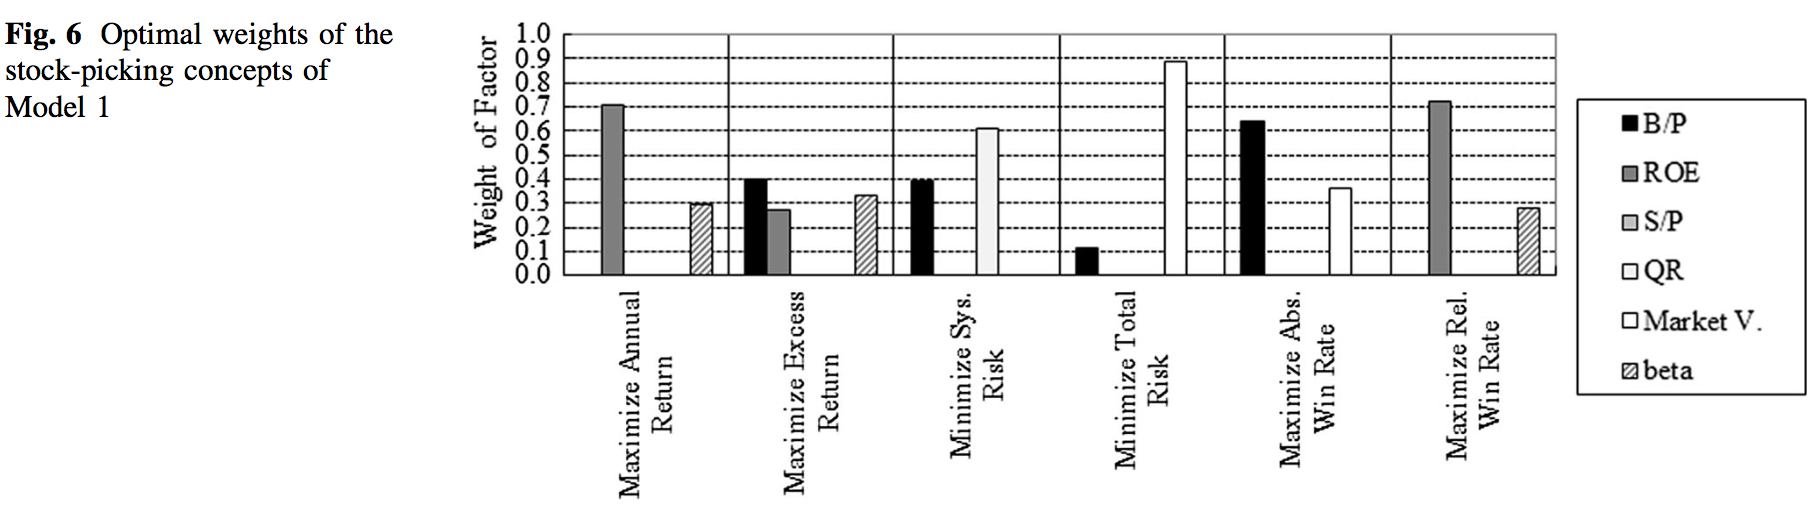 Fig. 6 Optimal weights of the
stock-picking concepts of
Model 1
Weight of Factor
1.0
0.9
0.8
0.7
0.6
0.5
0.4
0.3
0.2
0.1
0.0
Maximize Annual
Return
Maximize Excess
Return
Minimize Sys.
Risk
Minimize Total
Risk
Maximize Abs.
Win Rate
Maximize Rel.
Win Rate
B/P
ROE
S/P
QR
Market V.
beta